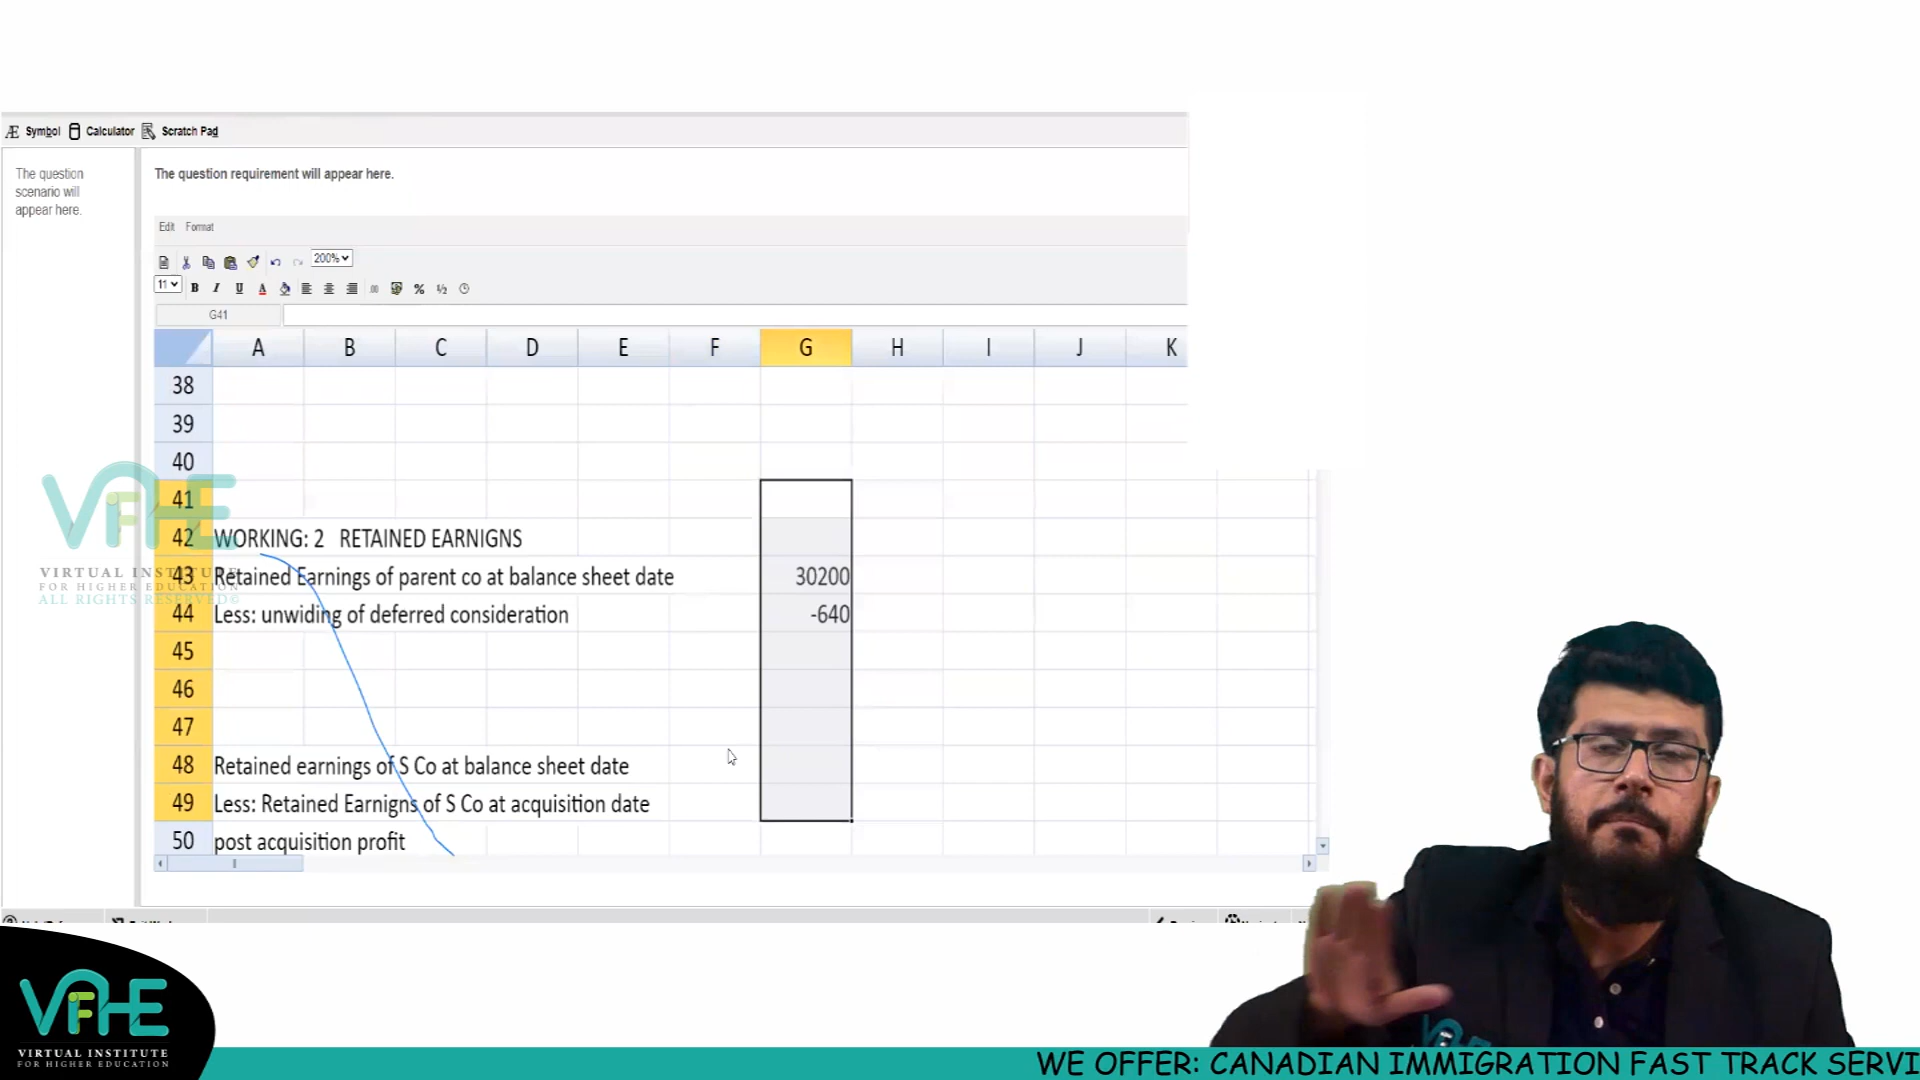 Symbol Calculator Scratch Pad
The question
scenario will
appear here.
The question requirement will appear here.
Edit Format
200%
11 B I U A % ½
G41
A B C D E F G H I J K
38
39
40
41
42 WORKING: 2 RETAINED EARNIGNS
43 Retained Earnings of parent co at balance sheet date 30200
44 Less: unwiding of deferred consideration -640
45
46
47
48 Retained earnings of S Co at balance sheet date
49 Less: Retained Earnigns of S Co at acquisition date
50 post acquisition profit
VIFHE
VIRTUAL INSTITUTE
FOR HIGHER EDUCATION
ALL RIGHTS RESERVED©
VIFHE
VIRTUAL INSTITUTE
FOR HIGHER EDUCATION
WE OFFER: CANADIAN IMMIGRATION FAST TRACK SERVI